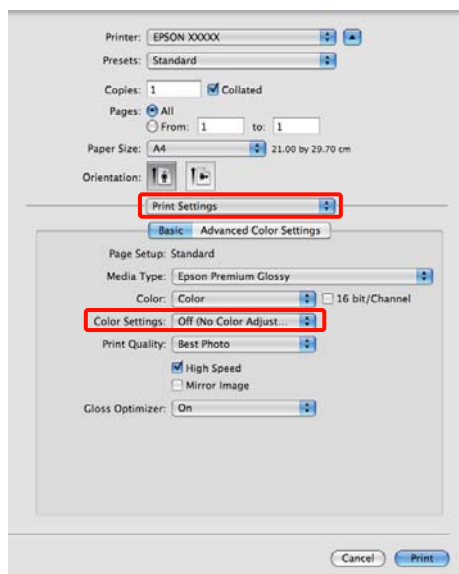 Printer: EPSON XXXXX
Presets: Standard
Copies: 1 Collated
Pages: All
From: 1 to: 1
Paper Size: A4 21.00 by 29.70 cm
Orientation:
Print Settings
Basic Advanced Color Settings
Page Setup: Standard
Media Type: Epson Premium Glossy
Color: Color 16 bit/Channel
Color Settings: Off (No Color Adjust...
Print Quality: Best Photo
High Speed
Mirror Image
Gloss Optimizer: On
Cancel Print